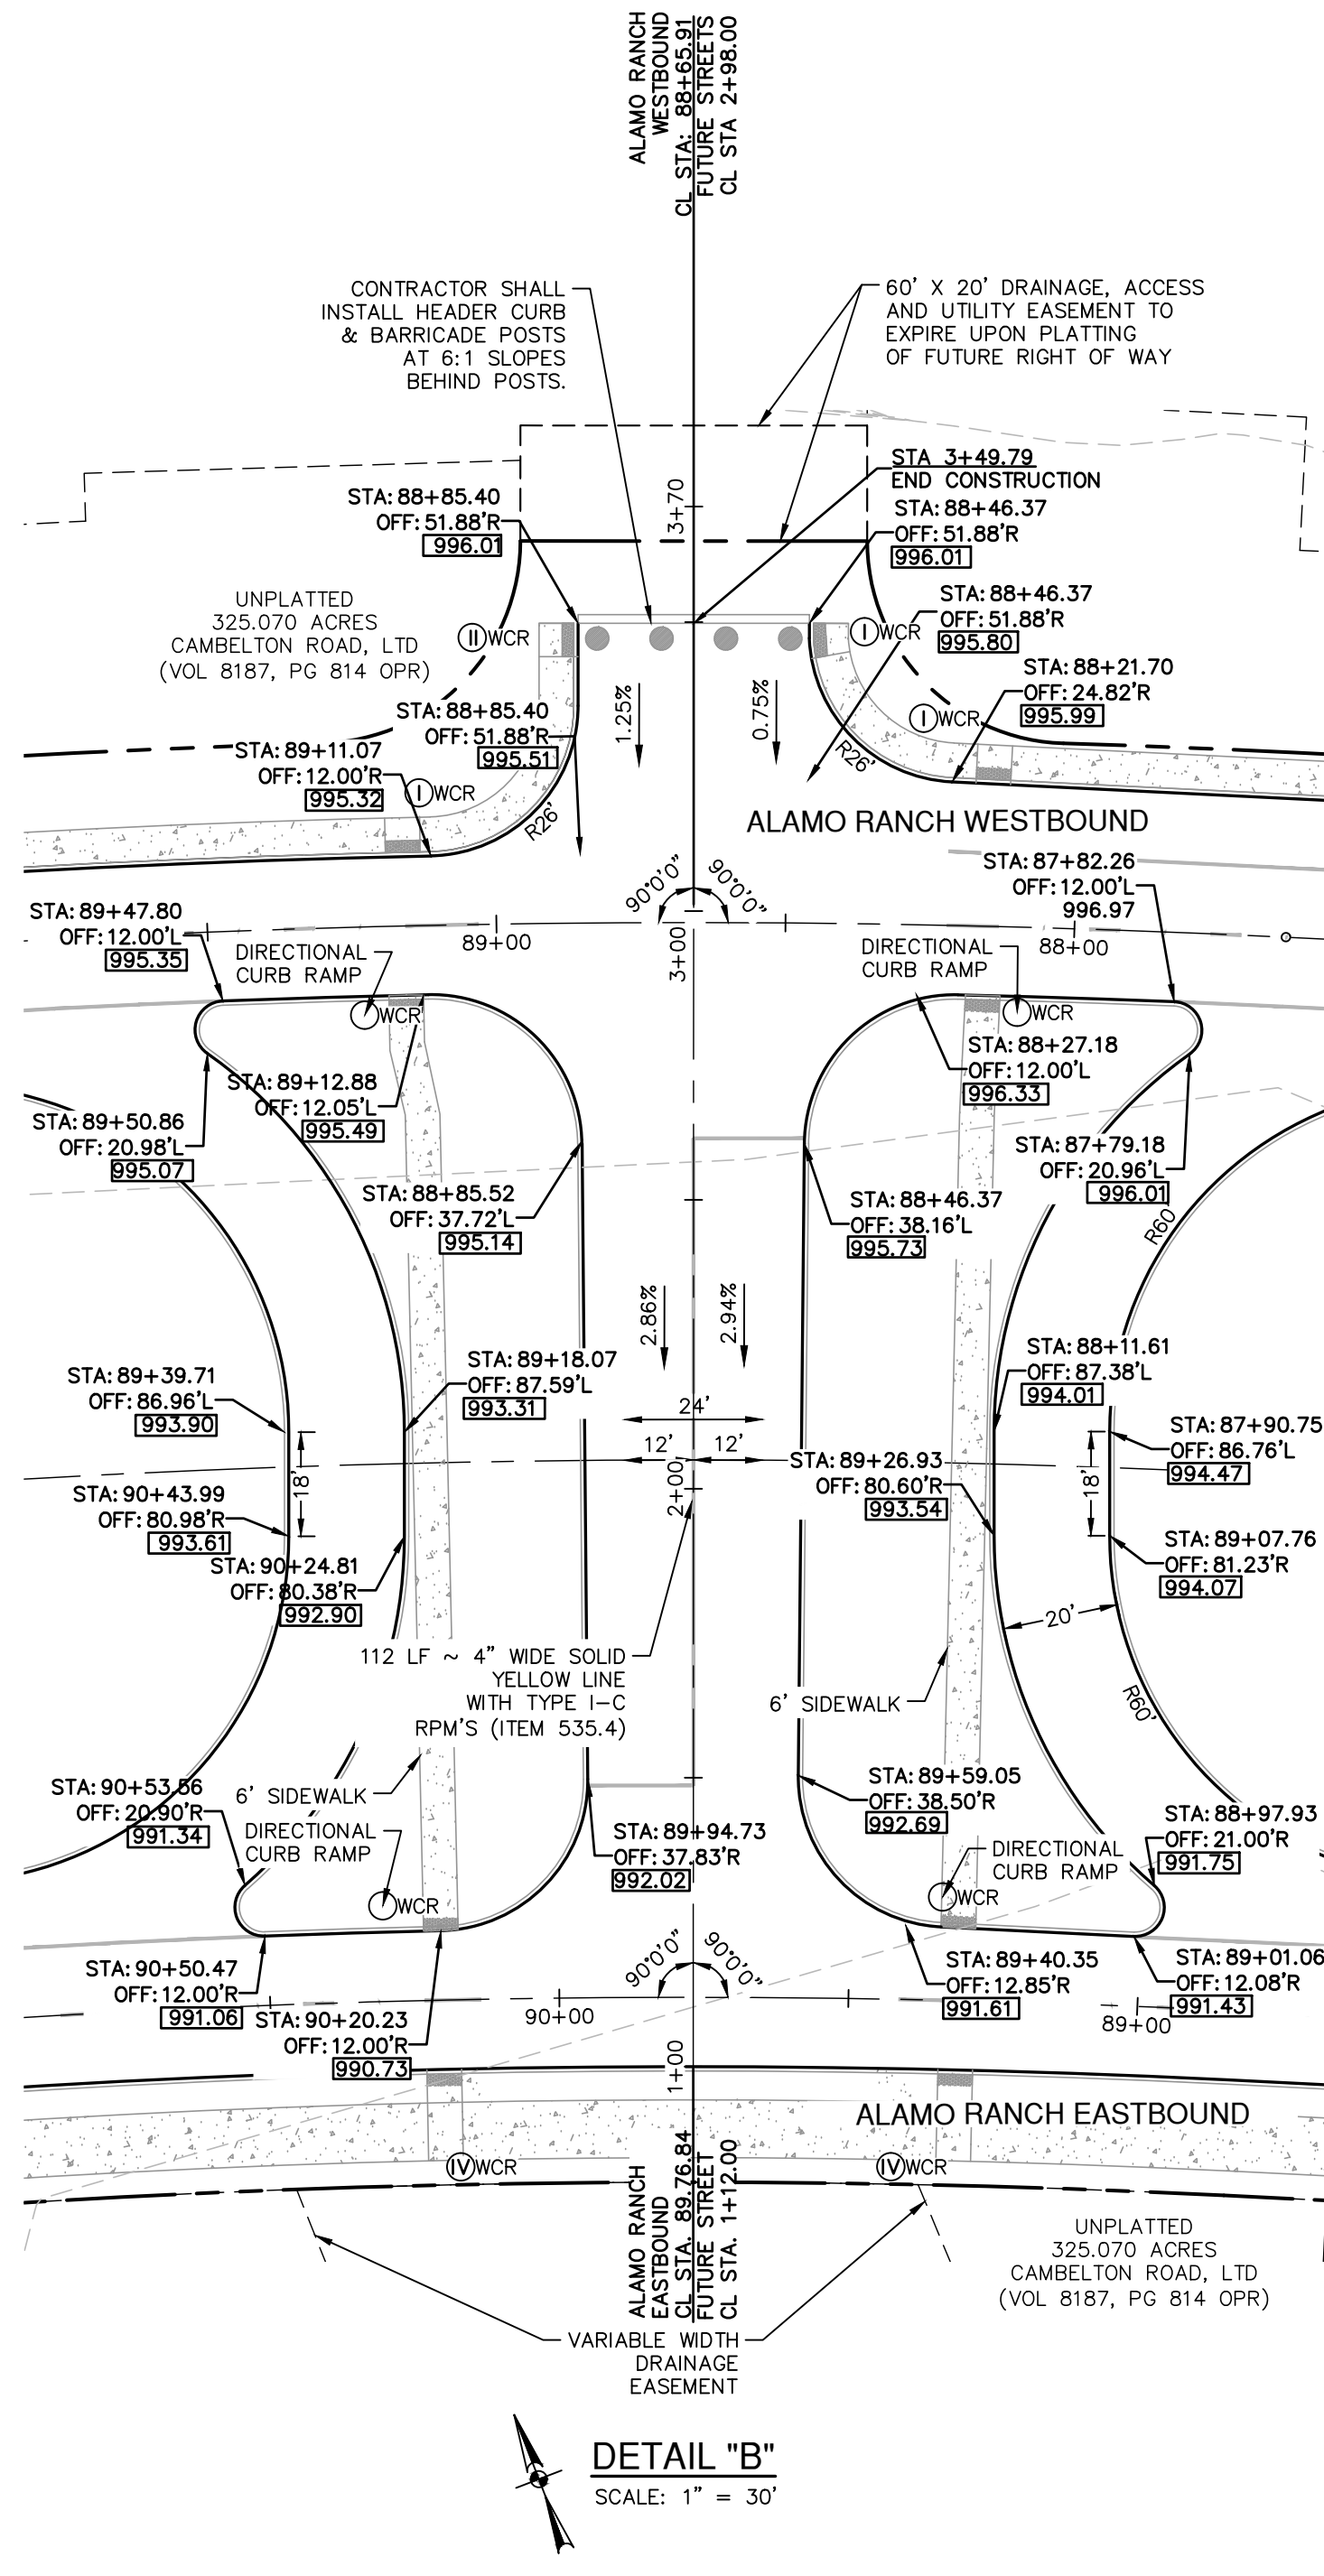 ALAMO RANCH
WESTBOUND
CL STA: 88+65.91
FUTURE STREETS
CL STA 2+98.00
CONTRACTOR SHALL
INSTALL HEADER CURB
& BARRICADE POSTS
AT 6:1 SLOPES
BEHIND POSTS.
60' X 20' DRAINAGE, ACCESS
AND UTILITY EASEMENT TO
EXPIRE UPON PLATTING
OF FUTURE RIGHT OF WAY
STA 3+49.79
END CONSTRUCTION
3+70
STA: 88+85.40
OFF: 51.88'R
996.01
STA: 88+46.37
OFF: 51.88'R
996.01
UNPLATTED
325.070 ACRES
CAMBELTON ROAD, LTD
(VOL 8187, PG 814 OPR)
II WCR
I WCR
STA: 88+46.37
OFF: 51.88'R
995.80
STA: 88+21.70
OFF: 24.82'R
995.99
I WCR
STA: 88+85.40
OFF: 51.88'R
995.51
1.25%
0.75%
STA: 89+11.07
OFF: 12.00'R
995.32
I WCR
R26'
R26'
ALAMO RANCH WESTBOUND
STA: 87+82.26
OFF: 12.00'L
996.97
90°0'0"
90°0'0"
STA: 89+47.80
OFF: 12.00'L
995.35
DIRECTIONAL
CURB RAMP
89+00
3+00
DIRECTIONAL
CURB RAMP
88+00
WCR
WCR
STA: 88+27.18
OFF: 12.00'L
996.33
STA: 89+12.88
OFF: 12.05'L
995.49
STA: 89+50.86
OFF: 20.98'L
995.07
STA: 87+79.18
OFF: 20.96'L
996.01
STA: 88+85.52
OFF: 37.72'L
995.14
STA: 88+46.37
OFF: 38.16'L
995.73
R60
2.86%
2.94%
STA: 89+18.07
OFF: 87.59'L
993.31
STA: 88+11.61
OFF: 87.38'L
994.01
STA: 89+39.71
OFF: 86.96'L
993.90
24'
12'
12'
STA: 87+90.75
OFF: 86.76'L
994.47
STA: 89+26.93
OFF: 80.60'R
993.54
18'
18'
2+00
STA: 90+43.99
OFF: 80.98'R
993.61
STA: 89+07.76
OFF: 81.23'R
994.07
STA: 90+24.81
OFF: 80.38'R
992.90
20'
112 LF ~ 4" WIDE SOLID
YELLOW LINE
WITH TYPE I-C
RPM'S (ITEM 535.4)
6' SIDEWALK
R60'
STA: 90+53.56
OFF: 20.90'R
991.34
6' SIDEWALK
STA: 89+59.05
OFF: 38.50'R
992.69
STA: 88+97.93
OFF: 21.00'R
991.75
DIRECTIONAL
CURB RAMP
STA: 89+94.73
OFF: 37.83'R
992.02
DIRECTIONAL
CURB RAMP
WCR
WCR
90°0'0"
90°0'0"
STA: 90+50.47
OFF: 12.00'R
991.06
STA: 89+40.35
OFF: 12.85'R
991.61
STA: 89+01.06
OFF: 12.08'R
991.43
90+00
89+00
STA: 90+20.23
OFF: 12.00'R
990.73
1+00
ALAMO RANCH EASTBOUND
IV WCR
IV WCR
ALAMO RANCH
EASTBOUND
CL STA. 89.76.84
FUTURE STREET
CL STA. 1+12.00
UNPLATTED
325.070 ACRES
CAMBELTON ROAD, LTD
(VOL 8187, PG 814 OPR)
VARIABLE WIDTH
DRAINAGE
EASEMENT
DETAIL "B"
SCALE: 1" = 30'